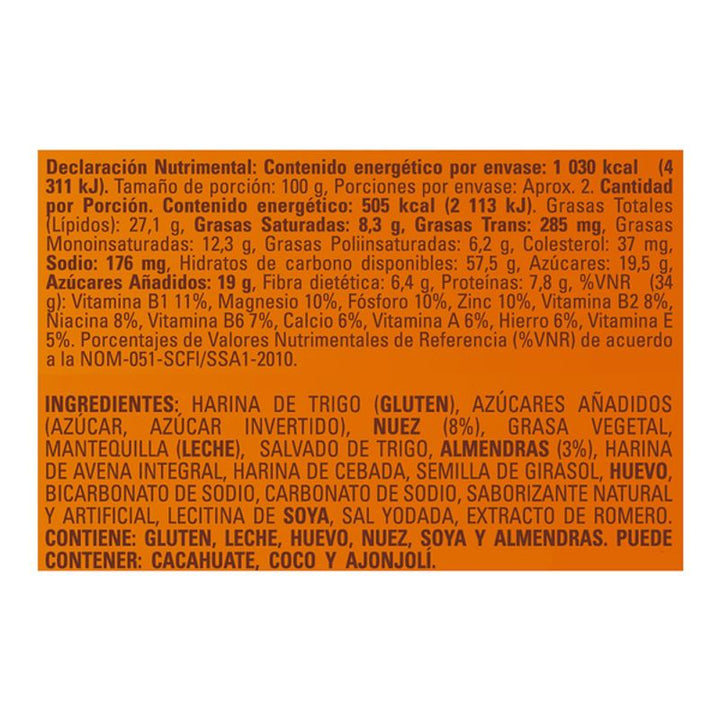 Declaración Nutrimental: Contenido energético por envase: 1 030 kcal (4
311 kJ). Tamaño de porción: 100 g, Porciones por envase: Aprox. 2. Cantidad
por Porción. Contenido energético: 505 kcal (2 113 kJ). Grasas Totales
(Lípidos): 27,1 g, Grasas Saturadas: 8,3 g, Grasas Trans: 285 mg, Grasas
Monoinsaturadas: 12,3 g, Grasas Poliinsaturadas: 6,2 g, Colesterol: 37 mg,
Sodio: 176 mg, Hidratos de carbono disponibles: 57,5 g, Azúcares: 19,5 g,
Azúcares Añadidos: 19 g, Fibra dietética: 6,4 g, Proteínas: 7,8 g, %VNR (34
g): Vitamina B1 11%, Magnesio 10%, Fósforo 10%, Zinc 10%, Vitamina B2 8%,
Niacina 8%, Vitamina B6 7%, Calcio 6%, Vitamina A 6%, Hierro 6%, Vitamina E
5%. Porcentajes de Valores Nutrimentales de Referencia (%VNR) de acuerdo
a la NOM-051-SCFI/SSA1-2010.
INGREDIENTES: HARINA DE TRIGO (GLUTEN), AZÚCARES AÑADIDOS
(AZÚCAR, AZÚCAR INVERTIDO), NUEZ (8%), GRASA VEGETAL,
MANTEQUILLA (LECHE), SALVADO DE TRIGO, ALMENDRAS (3%), HARINA
DE AVENA INTEGRAL, HARINA DE CEBADA, SEMILLA DE GIRASOL, HUEVO,
BICARBONATO DE SODIO, CARBONATO DE SODIO, SABORIZANTE NATURAL
Y ARTIFICIAL, LECITINA DE SOYA, SAL YODADA, EXTRACTO DE ROMERO.
CONTIENE: GLUTEN, LECHE, HUEVO, NUEZ, SOYA Y ALMENDRAS. PUEDE
CONTENER: CACAHUATE, COCO Y AJONJOLÍ.